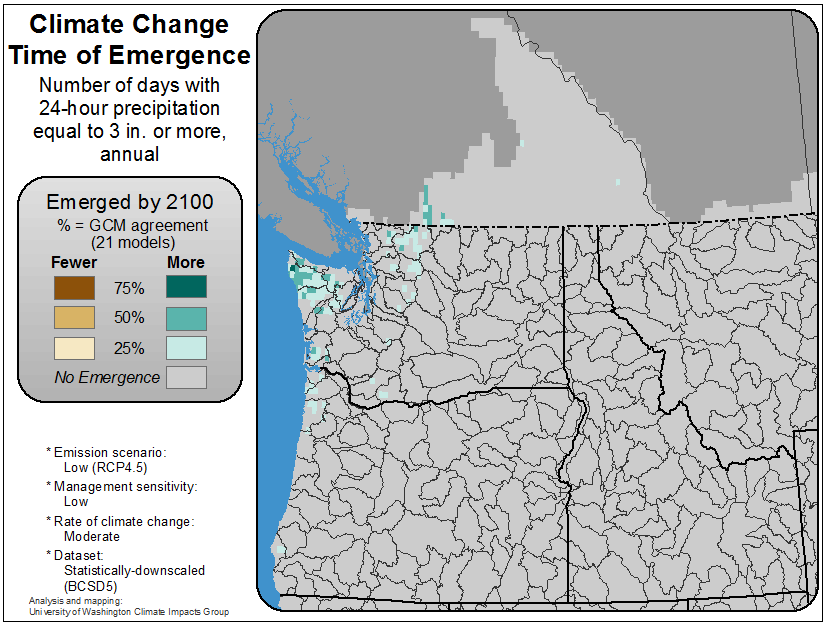 Climate Change
Time of Emergence
Number of days with
24-hour precipitation
equal to 3 in. or more,
annual
Emerged by 2100
% = GCM agreement
(21 models)
Fewer More
75%
50%
25%
No Emergence
* Emission scenario:
Low (RCP4.5)
* Management sensitivity:
Low
* Rate of climate change:
Moderate
* Dataset:
Statistically-downscaled
(BCSD5)
Analysis and mapping:
University of Washington Climate Impacts Group